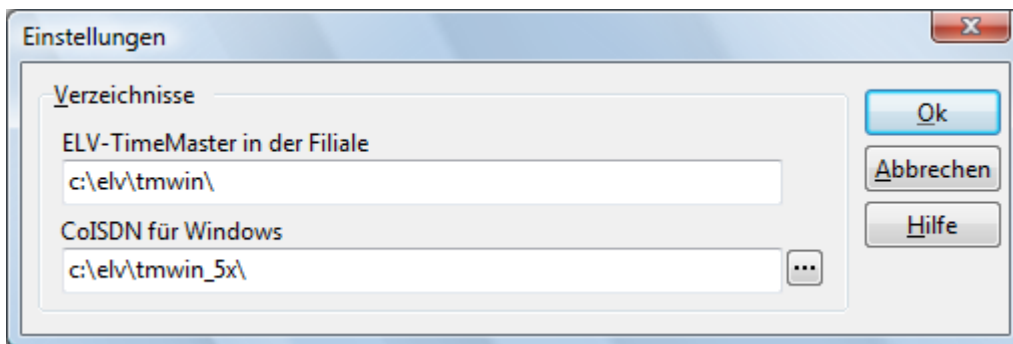 Einstellungen
Verzeichnisse
ELV-TimeMaster in der Filiale
c:\elv\tmwin\
CoISDN für Windows
c:\elv\tmwin_5x\
...
Ok
Abbrechen
Hilfe